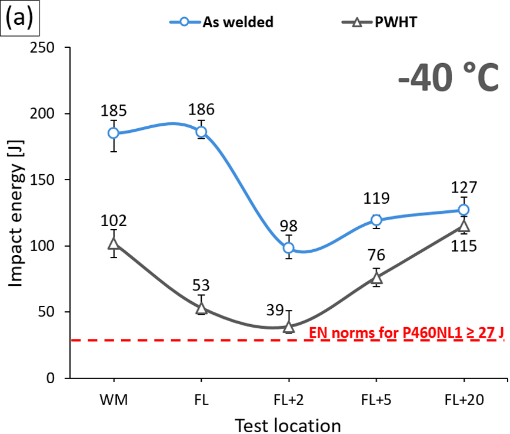 (a)
As welded
PWHT
-40 °C
Impact energy [J]
250
200
150
100
50
0
185
186
98
119
127
102
53
39
76
115
EN norms for P460NL1 ≥ 27 J
WM
FL
FL+2
FL+5
FL+20
Test location